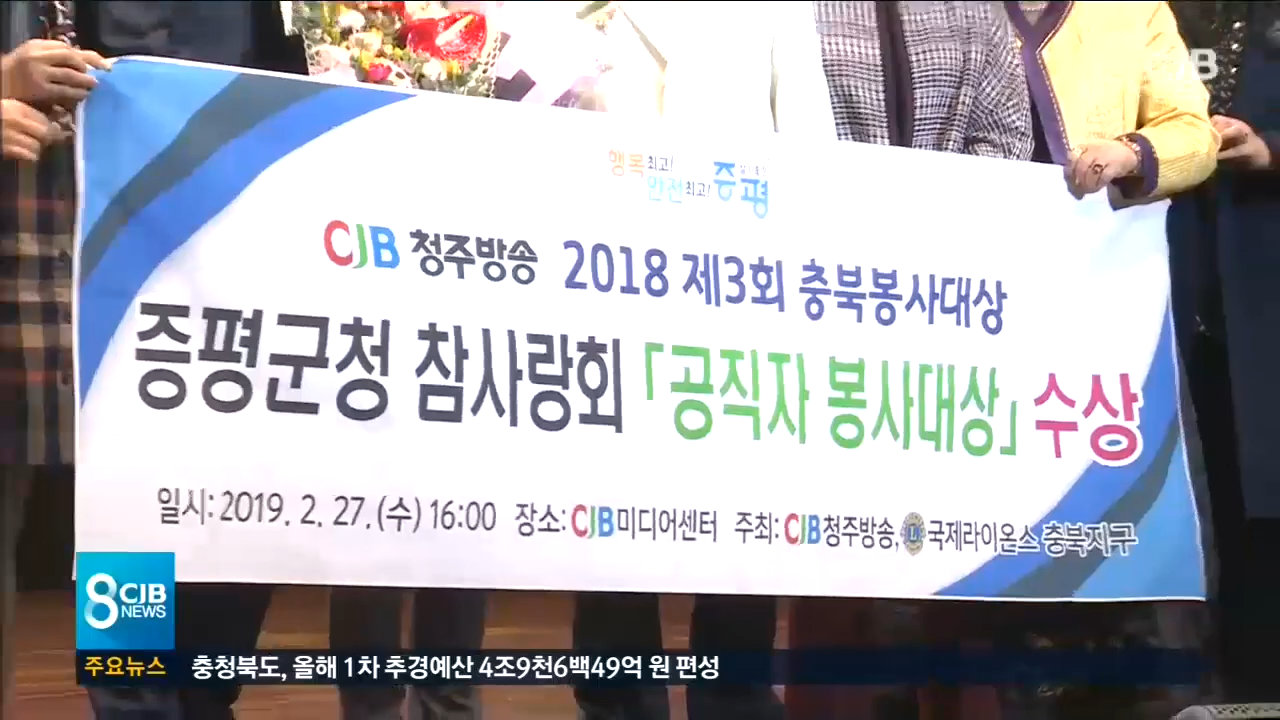 행복최고!
안전최고! 증평
CJB 청주방송 2018 제3회 충북봉사대상
증평군청 참사랑회 「공직자 봉사대상」 수상
일시: 2019. 2. 27.(수) 16:00 장소: CJB미디어센터 주최: CJB청주방송, 국제라이온스 충북지구
8 CJB NEWS
주요뉴스 충청북도, 올해 1차 추경예산 4조9천6백49억 원 편성